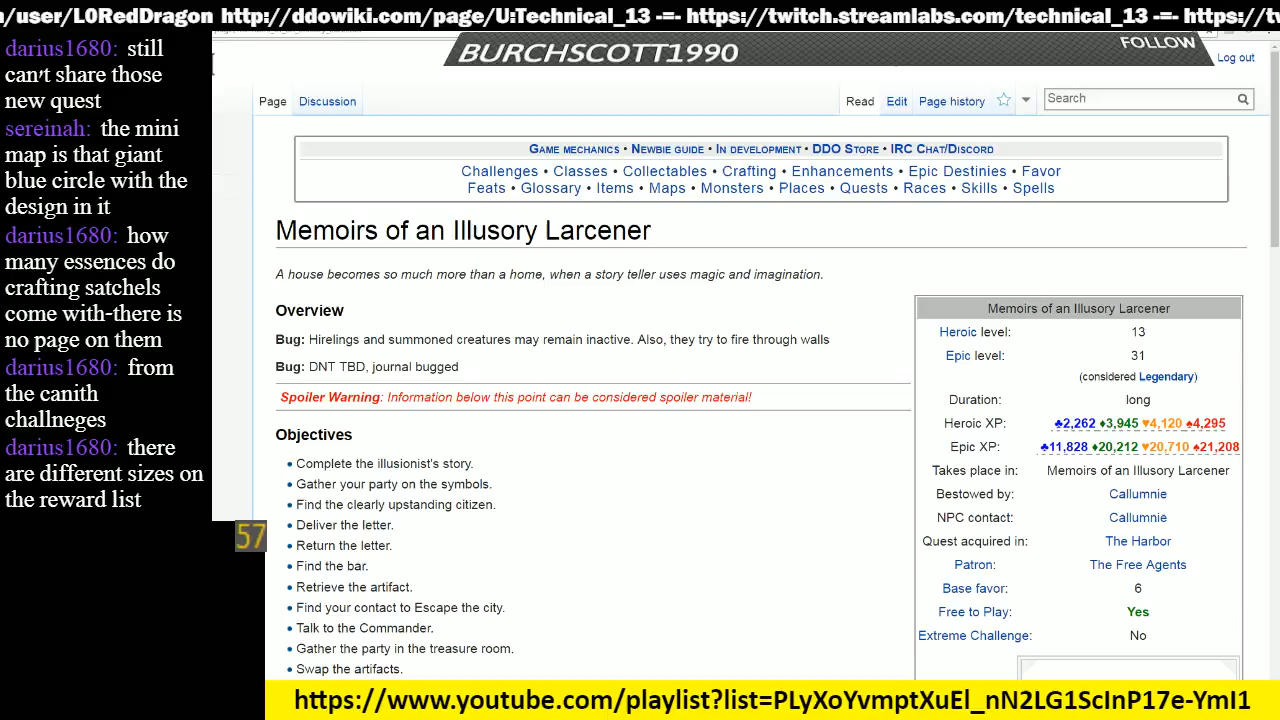 n/user/L0RedDragon http://ddowiki.com/page/U:Technical_13 -=- https://twitch.streamlabs.com/technical_13 -=- https://tw
darius1680: still
can't share those
new quest
sereinah: the mini
map is that giant
blue circle with the
design in it
darius1680: how
many essences do
crafting satchels
come with-there is
no page on them
darius1680: from
the canith
challneges
darius1680: there
are different sizes on
the reward list
57
BURCHSCOTT1990
FOLLOW
Log out
Page Discussion
Read Edit Page history
Search
Game mechanics • Newbie guide • In development • DDO Store • IRC Chat/Discord
Challenges • Classes • Collectables • Crafting • Enhancements • Epic Destinies • Favor
Feats • Glossary • Items • Maps • Monsters • Places • Quests • Races • Skills • Spells
Memoirs of an Illusory Larcener
A house becomes so much more than a home, when a story teller uses magic and imagination.
Overview
Bug: Hirelings and summoned creatures may remain inactive. Also, they try to fire through walls
Bug: DNT TBD, journal bugged
Spoiler Warning: Information below this point can be considered spoiler material!
Objectives
• Complete the illusionist's story.
• Gather your party on the symbols.
• Find the clearly upstanding citizen.
• Deliver the letter.
• Return the letter.
• Find the bar.
• Retrieve the artifact.
• Find your contact to Escape the city.
• Talk to the Commander.
• Gather the party in the treasure room.
• Swap the artifacts.
Memoirs of an Illusory Larcener
Heroic level: 13
Epic level: 31
(considered Legendary)
Duration: long
Heroic XP: ♣2,262 ♦3,945 ♥4,120 ♠4,295
Epic XP: ♣11,828 ♦20,212 ♥20,710 ♠21,208
Takes place in: Memoirs of an Illusory Larcener
Bestowed by: Callumnie
NPC contact: Callumnie
Quest acquired in: The Harbor
Patron: The Free Agents
Base favor: 6
Free to Play: Yes
Extreme Challenge: No
https://www.youtube.com/playlist?list=PLyXoYvmptXuEl_nN2LG1ScInP17e-YmI1